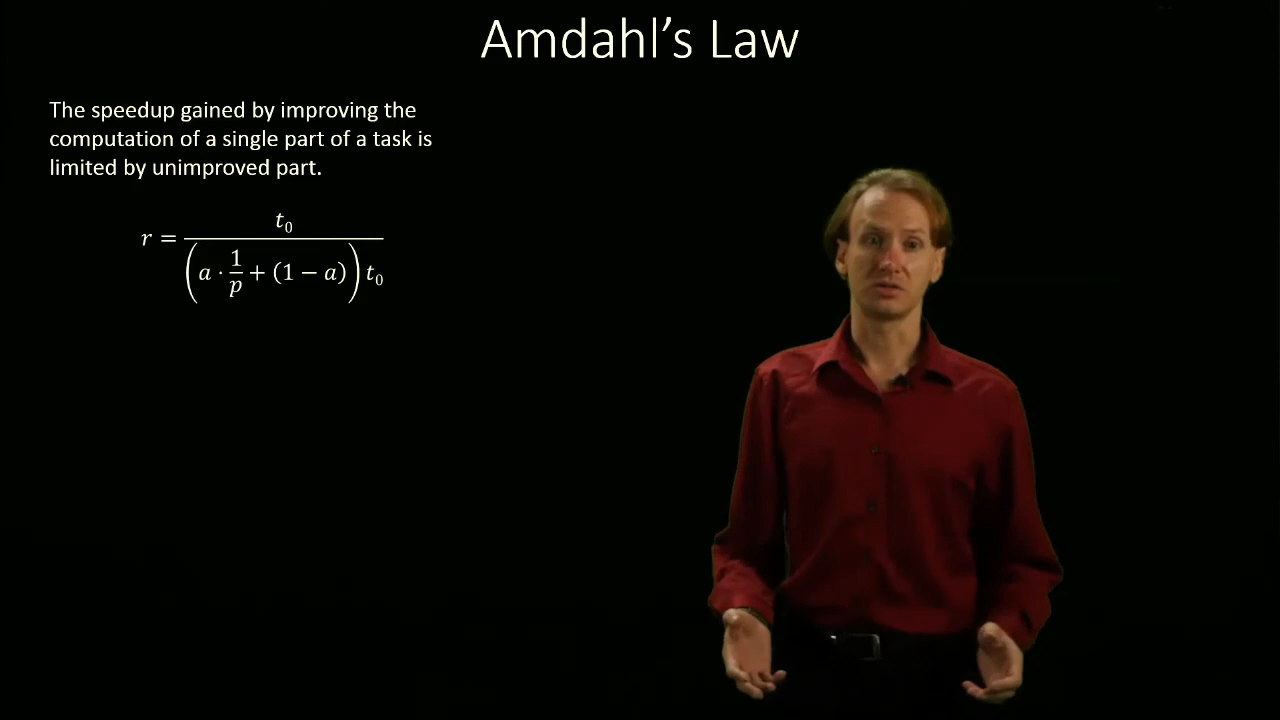 Amdahl's Law
The speedup gained by improving the
computation of a single part of a task is
limited by unimproved part.
r = t₀ / ((a · 1/p + (1 − a)) t₀)